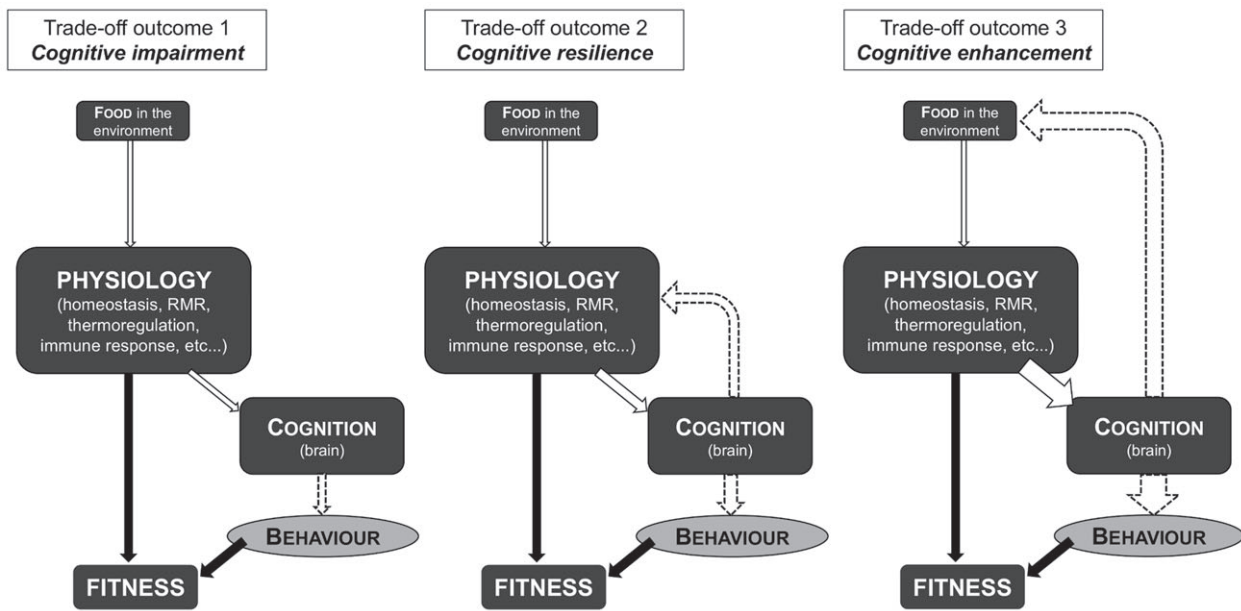 Trade-off outcome 1
Cognitive impairment
FOOD in the
environment
PHYSIOLOGY
(homeostasis, RMR,
thermoregulation,
immune response, etc...)
COGNITION
(brain)
BEHAVIOUR
FITNESS
Trade-off outcome 2
Cognitive resilience
FOOD in the
environment
PHYSIOLOGY
(homeostasis, RMR,
thermoregulation,
immune response, etc...)
COGNITION
(brain)
BEHAVIOUR
FITNESS
Trade-off outcome 3
Cognitive enhancement
FOOD in the
environment
PHYSIOLOGY
(homeostasis, RMR,
thermoregulation,
immune response, etc...)
COGNITION
(brain)
BEHAVIOUR
FITNESS